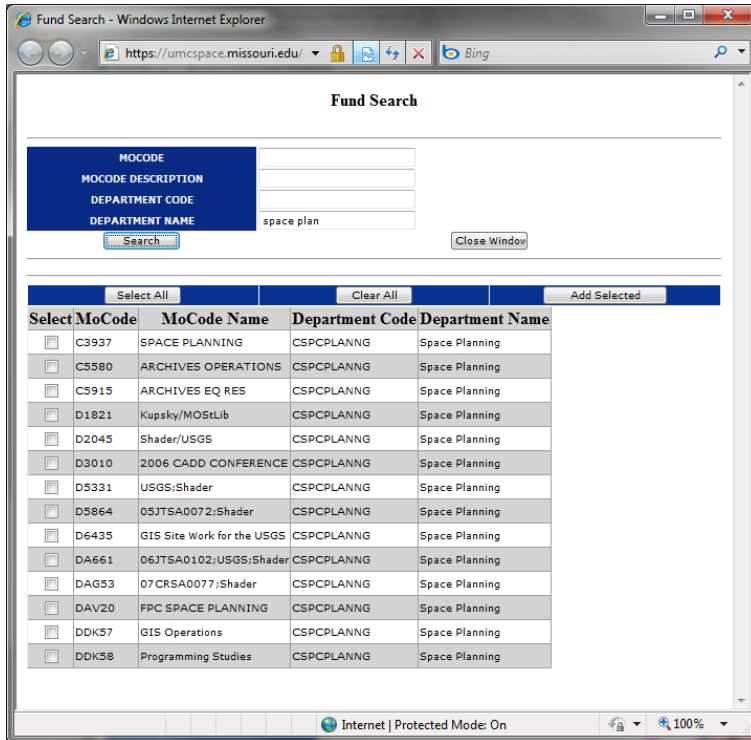 Fund Search - Windows Internet Explorer
https://umcspace.missouri.edu/ Bing
Fund Search
MOCODE
MOCODE DESCRIPTION
DEPARTMENT CODE
DEPARTMENT NAME space plan
Search Close Window
Select All Clear All Add Selected
Select MoCode MoCode Name Department Code Department Name
C3937 SPACE PLANNING CSPCPLANNG Space Planning
C5580 ARCHIVES OPERATIONS CSPCPLANNG Space Planning
C5915 ARCHIVES EQ RES CSPCPLANNG Space Planning
D1821 Kupsky/MOStLib CSPCPLANNG Space Planning
D2045 Shader/USGS CSPCPLANNG Space Planning
D3010 2006 CADD CONFERENCE CSPCPLANNG Space Planning
D5331 USGS;Shader CSPCPLANNG Space Planning
D5864 05JTSA0072;Shader CSPCPLANNG Space Planning
D6435 GIS Site Work for the USGS CSPCPLANNG Space Planning
DA661 06JTSA0102;USGS;Shader CSPCPLANNG Space Planning
DAG53 07CRSA0077;Shader CSPCPLANNG Space Planning
DAV20 FPC SPACE PLANNING CSPCPLANNG Space Planning
DDK57 GIS Operations CSPCPLANNG Space Planning
DDK58 Programming Studies CSPCPLANNG Space Planning
Internet | Protected Mode: On 100%